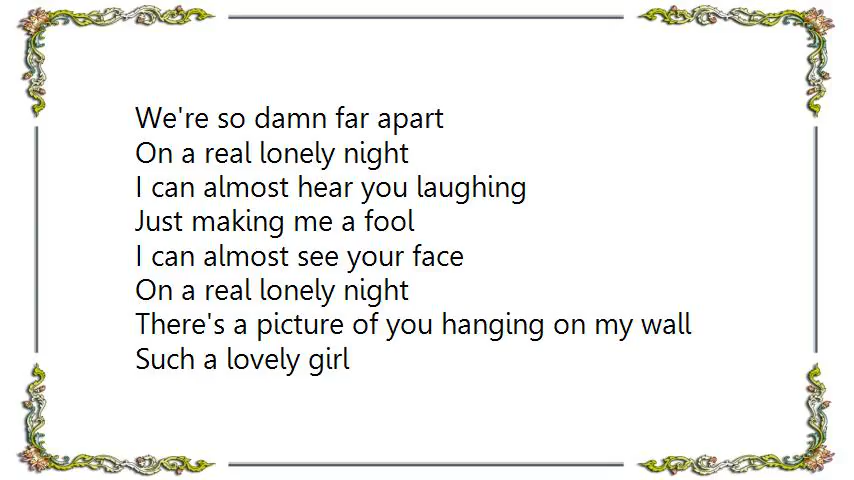 We're so damn far apart
On a real lonely night
I can almost hear you laughing
Just making me a fool
I can almost see your face
On a real lonely night
There's a picture of you hanging on my wall
Such a lovely girl